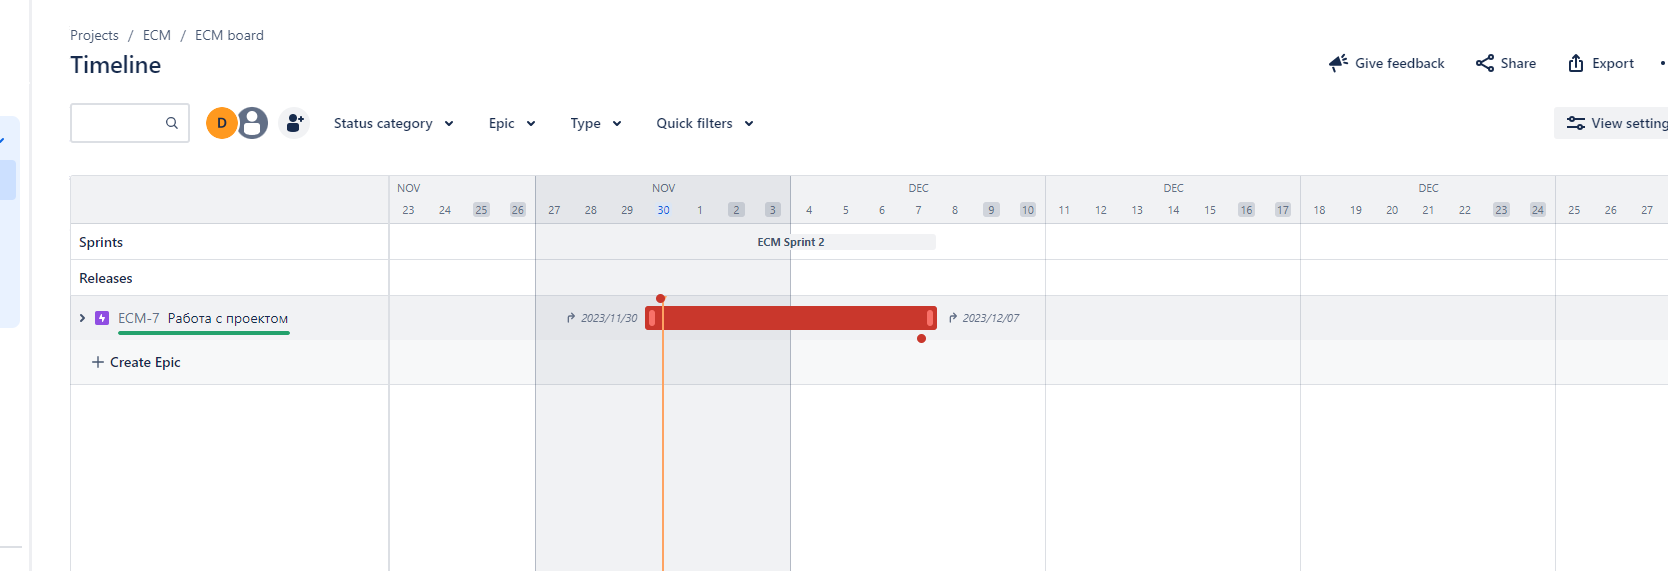 Projects / ECM / ECM board
Timeline
Give feedback Share Export
D Status category Epic Type Quick filters
View setting
NOV NOV DEC DEC DEC
23 24 25 26 27 28 29 30 1 2 3 4 5 6 7 8 9 10 11 12 13 14 15 16 17 18 19 20 21 22 23 24 25 26 27
Sprints ECM Sprint 2
Releases
ECM-7 Работа с проектом 2023/11/30 2023/12/07
+ Create Epic